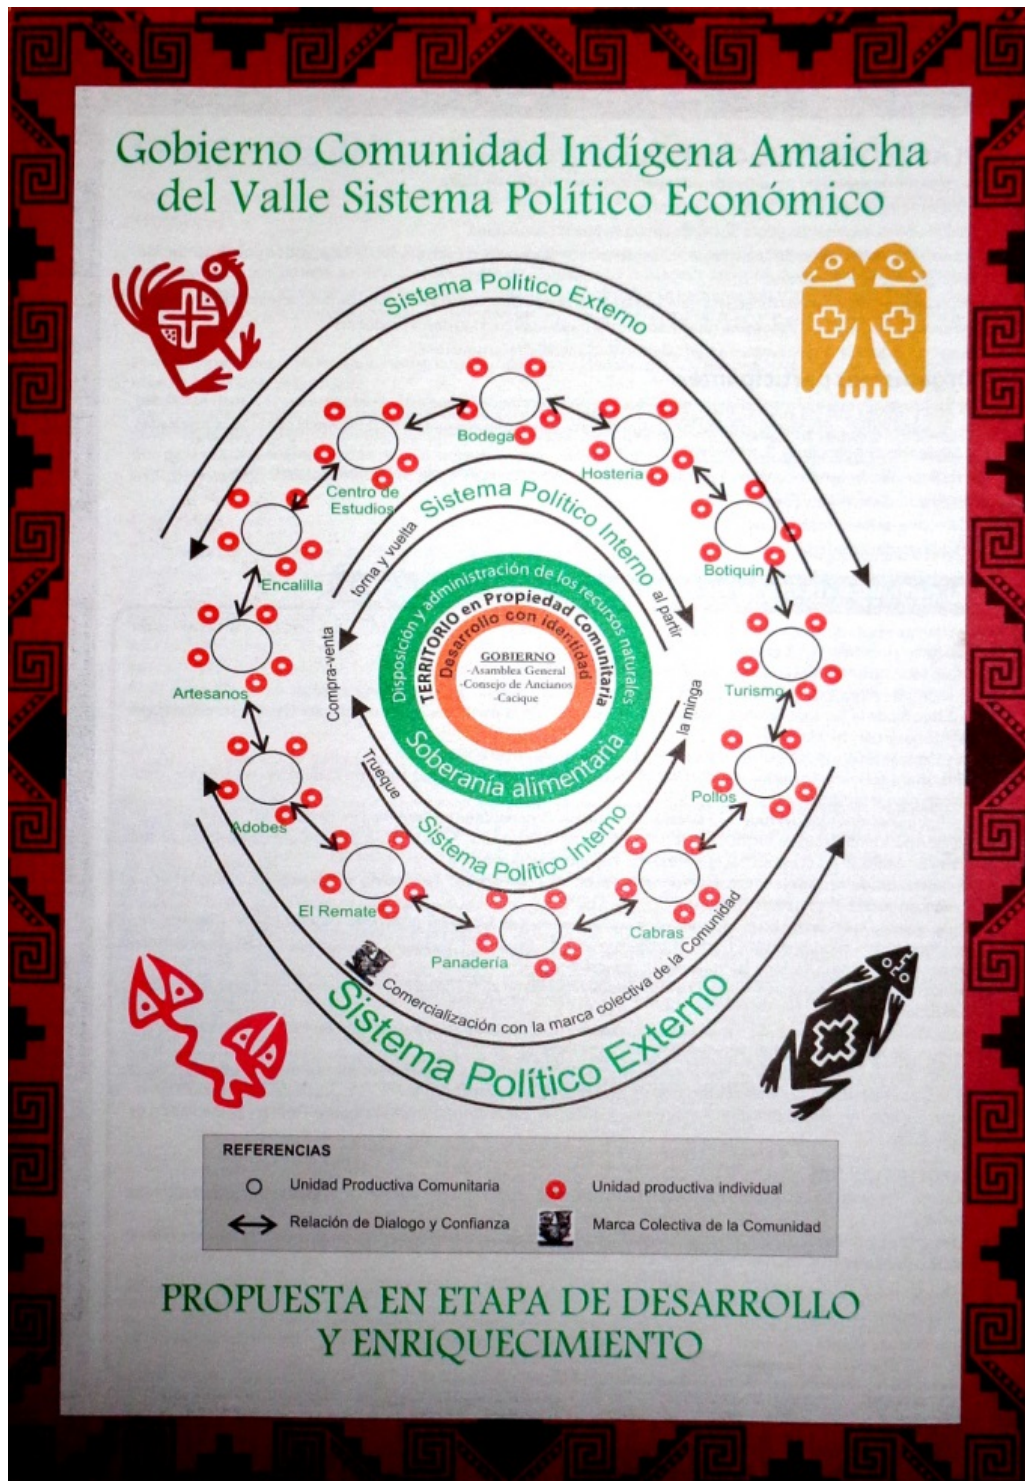 Gobierno Comunidad Indígena Amaicha
del Valle Sistema Político Económico
Sistema Politico Externo
Bodega
Hosteria
Centro de
Estudios
Botiquin
Encalilla
Sistema Político Interno
torna y vuelta
al partir
Disposición y administración de los recursos naturales
TERRITORIO en Propiedad Comunitaria
Dasarrollo con identidad
GOBIERNO
-Asamblea General
-Consejo de Ancianos
-Cacique
Compra-venta
Artesanos
Turismo
la minga
Soberanía alimentaria
Trueque
Pollos
Adobes
Sistema Político Interno
El Remate
Cabras
Panadería
Comercialización con la marca colectiva de la Comunidad
Sistema Político Externo
REFERENCIAS
Unidad Productiva Comunitaria
Unidad productiva individual
Relación de Dialogo y Confianza
Marca Colectiva de la Comunidad
PROPUESTA EN ETAPA DE DESARROLLO
Y ENRIQUECIMIENTO